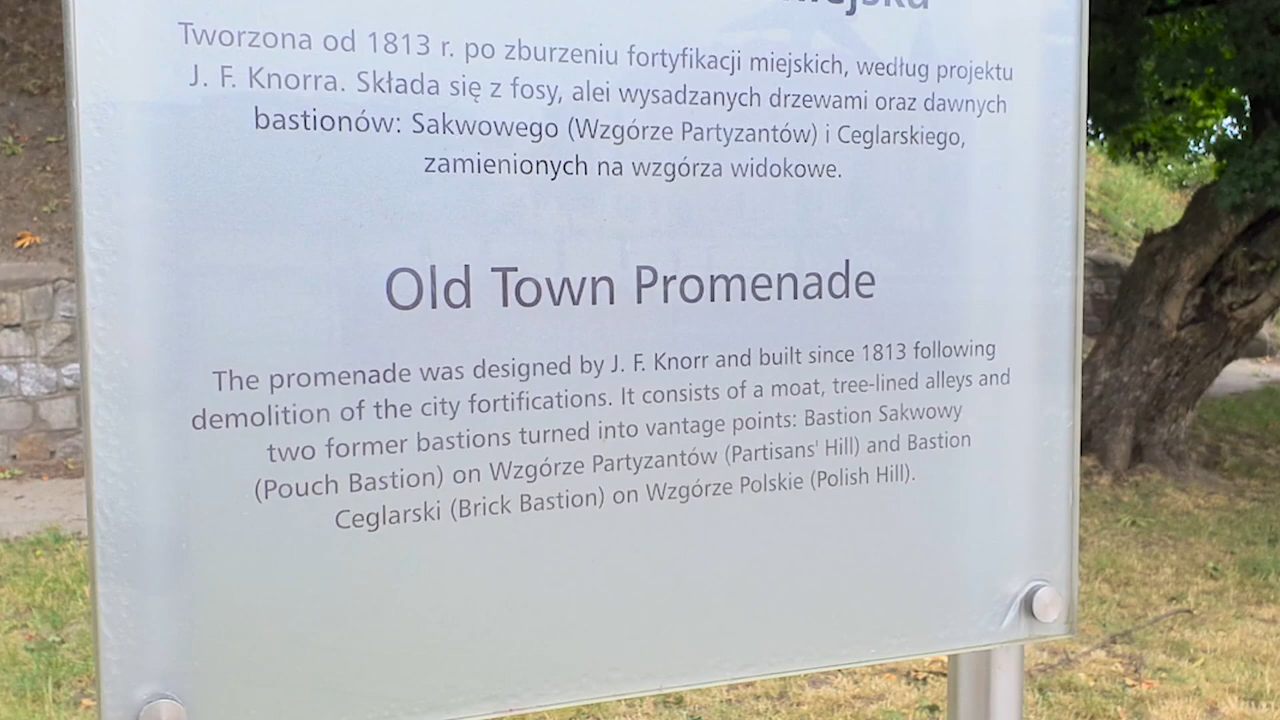 Tworzona od 1813 r. po zburzeniu fortyfikacji miejskich, według projektu
J. F. Knorra. Składa się z fosy, alei wysadzanych drzewami oraz dawnych
bastionów: Sakwowego (Wzgórze Partyzantów) i Ceglarskiego,
zamienionych na wzgórza widokowe.
Old Town Promenade
The promenade was designed by J. F. Knorr and built since 1813 following
demolition of the city fortifications. It consists of a moat, tree-lined alleys and
two former bastions turned into vantage points: Bastion Sakwowy
(Pouch Bastion) on Wzgórze Partyzantów (Partisans' Hill) and Bastion
Ceglarski (Brick Bastion) on Wzgórze Polskie (Polish Hill).